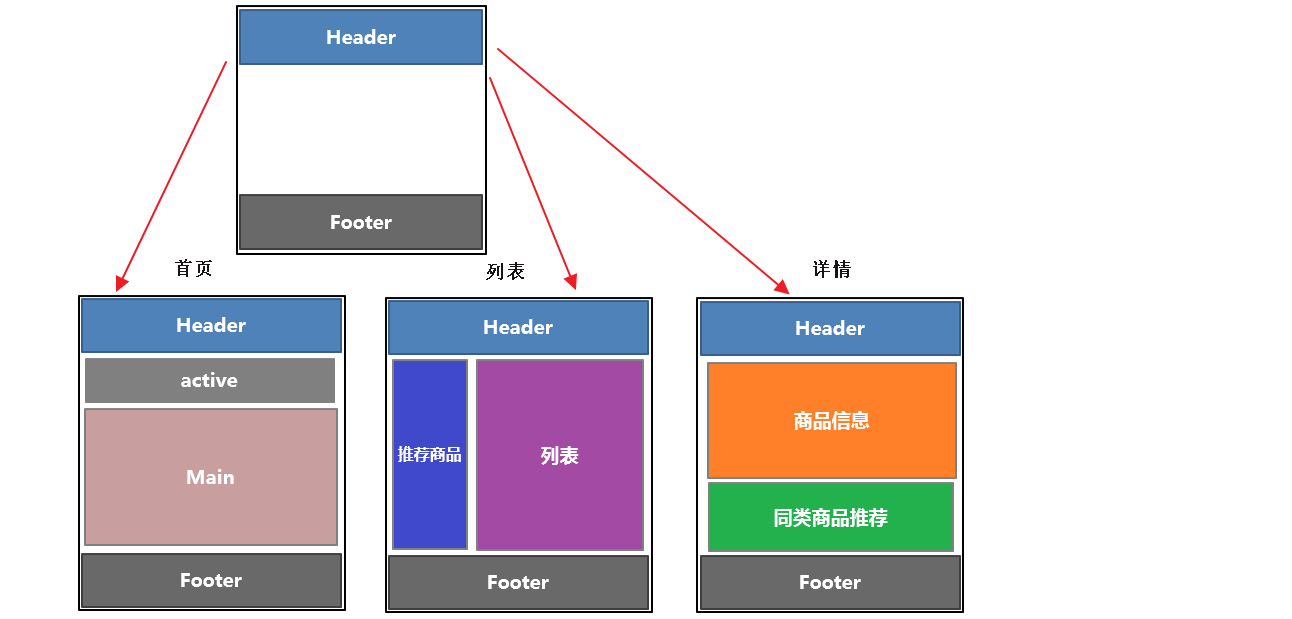 Header
Footer
首页
列表
详情
Header
active
Main
Footer
Header
推荐商品
列表
Footer
Header
商品信息
同类商品推荐
Footer